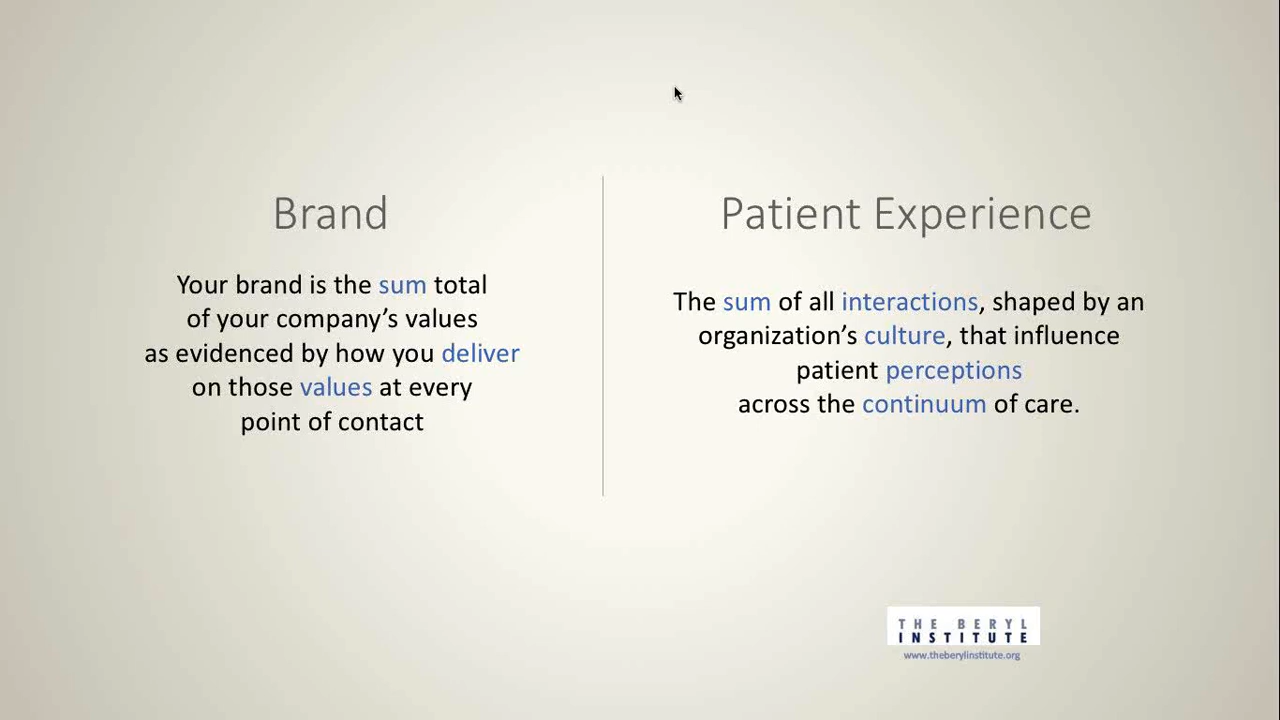 Brand
Your brand is the sum total
of your company’s values
as evidenced by how you deliver
on those values at every
point of contact
Patient Experience
The sum of all interactions, shaped by an
organization’s culture, that influence
patient perceptions
across the continuum of care.
THE BERYL
INSTITUTE
www.theberylinstitute.org